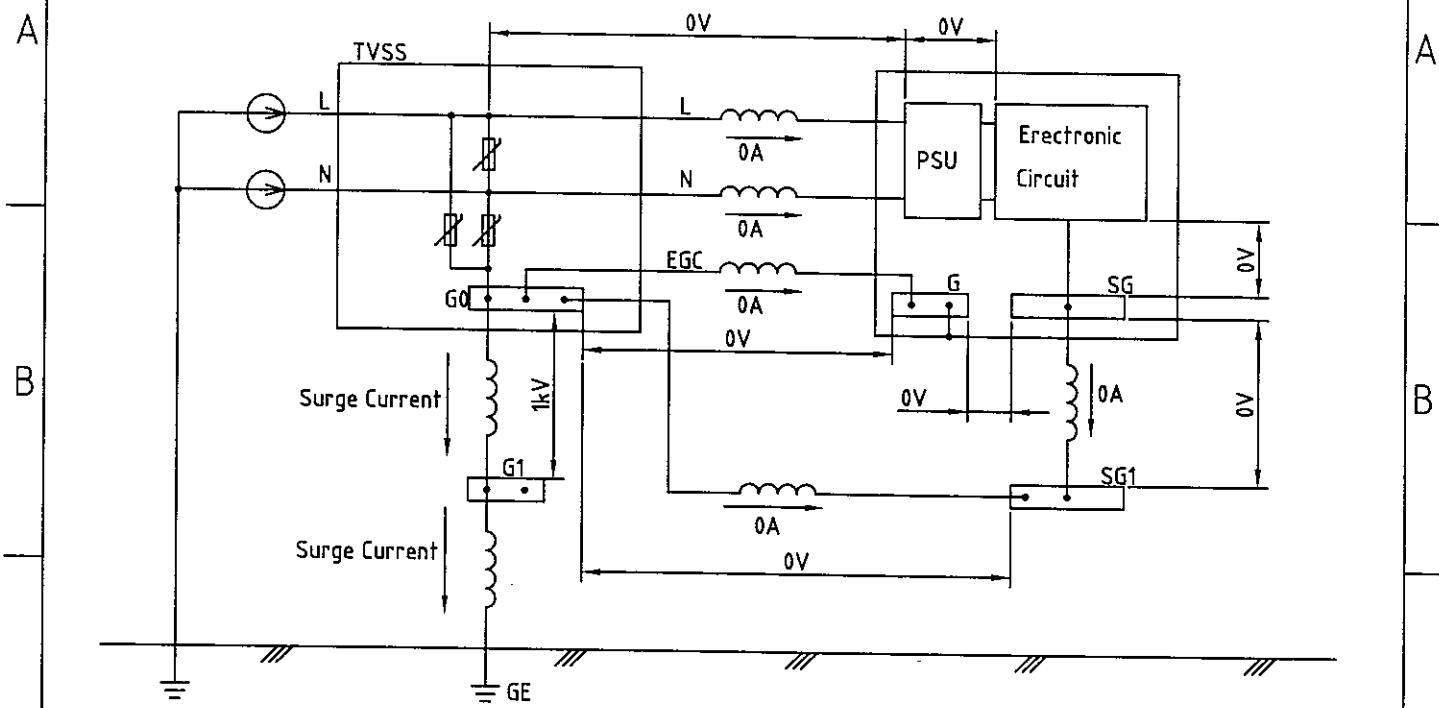 A
A
0V
0V
TVSS
L
L
0A
PSU
Erectronic
Circuit
N
N
0A
0V
EGC
0A
G
SG
G0
0V
1kV
Surge Current
0V
0A
0V
B
B
G1
SG1
0A
Surge Current
0V
GE